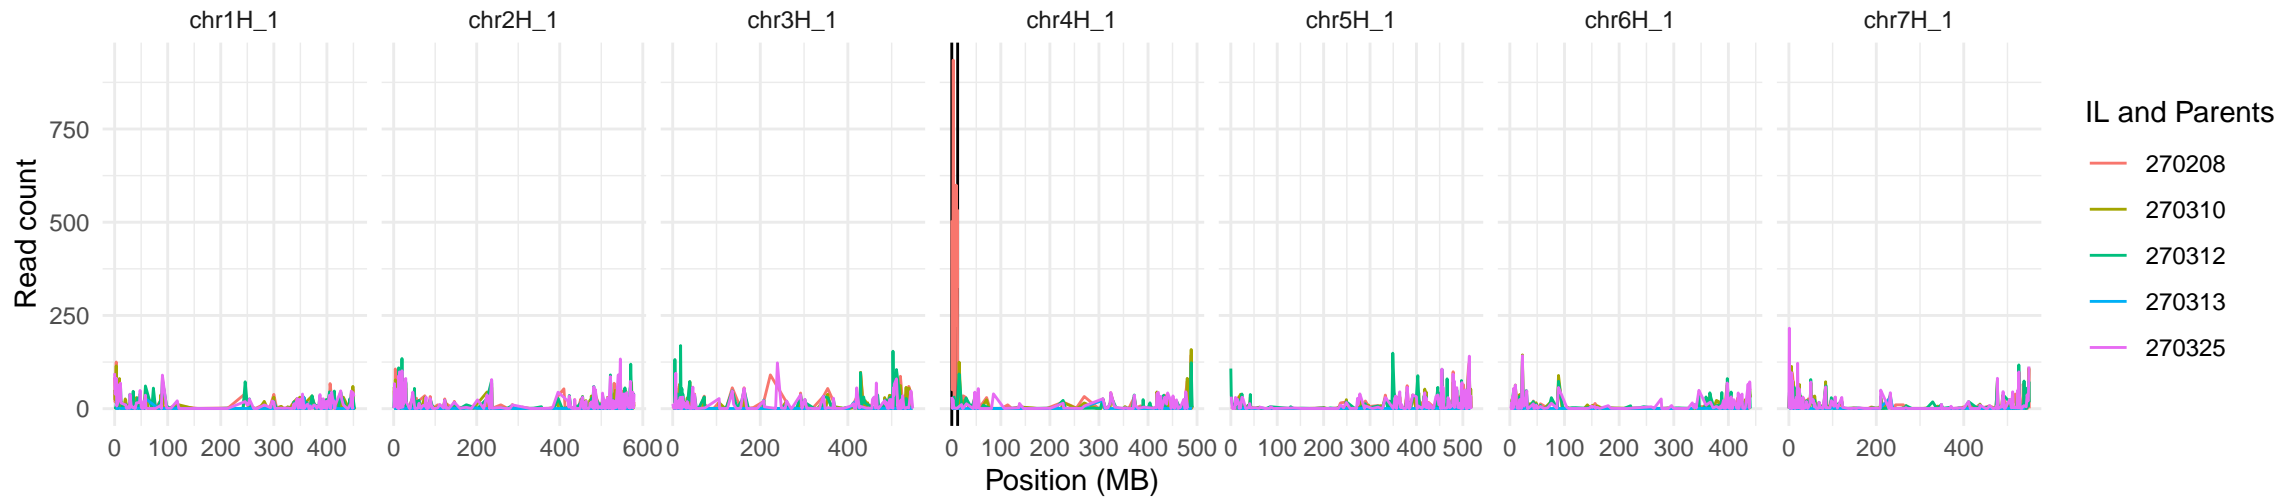 chr1H_1 chr2H_1 chr3H_1 chr4H_1 chr5H_1 chr6H_1 chr7H_1
IL and Parents
270208
270310
270312
270313
270325
Read count
750
500
250
0
0 100 200 300 400 0 200 400 600 0 200 400 0 100 200 300 400 500 0 100 200 300 400 500 0 100 200 300 400 0 200 400
Position (MB)